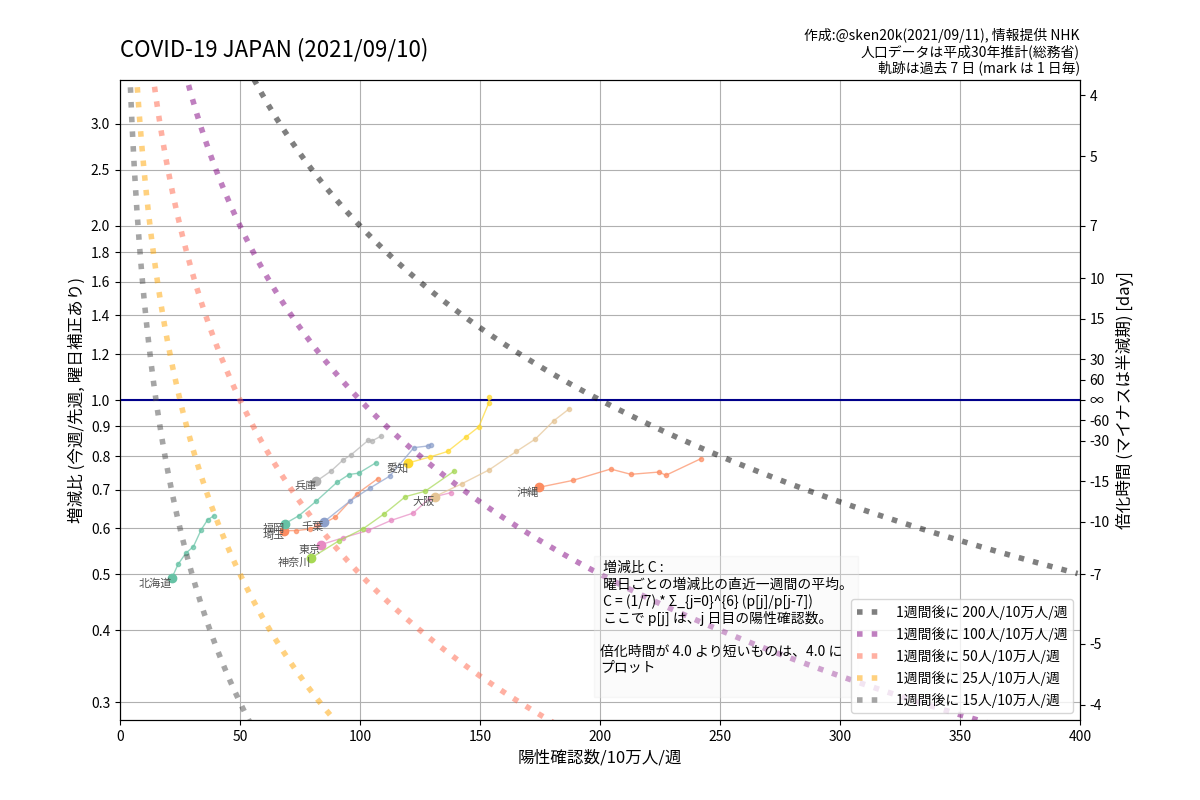 COVID-19 JAPAN (2021/09/10)
作成:@sken20k(2021/09/11), 情報提供 NHK
人口データは平成30年推計(総務省)
軌跡は過去 7 日 (mark は 1 日毎)
増減比 (今週/先週, 曜日補正あり)
3.0
2.5
2.0
1.8
1.6
1.4
1.2
1.0
0.9
0.8
0.7
0.6
0.5
0.4
0.3
4
5
7
10
15
30
60
∞
-60
-30
-15
-10
-7
-5
-4
倍化時間 (マイナスは半減期) [day]
愛知
兵庫
沖縄
大阪
福岡
千葉
埼玉
東京
神奈川
北海道
増減比 C :
曜日ごとの増減比の直近一週間の平均。
C = (1/7) * Σ_{j=0}^{6} (p[j]/p[j-7])
ここで p[j] は、j 日目の陽性確認数。
倍化時間が 4.0 より短いものは、4.0 に
プロット
1週間後に 200人/10万人/週
1週間後に 100人/10万人/週
1週間後に 50人/10万人/週
1週間後に 25人/10万人/週
1週間後に 15人/10万人/週
0 50 100 150 200 250 300 350 400
陽性確認数/10万人/週